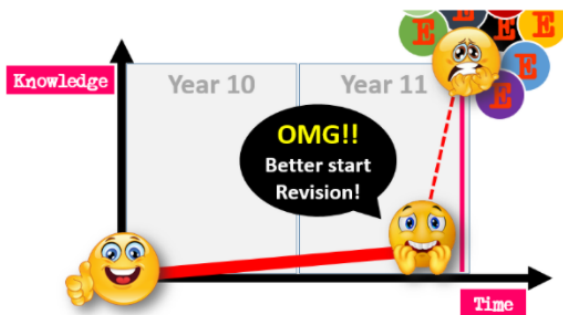 E E E E E
Knowledge
Year 10 Year 11
OMG!!
Better start
Revision!
Time